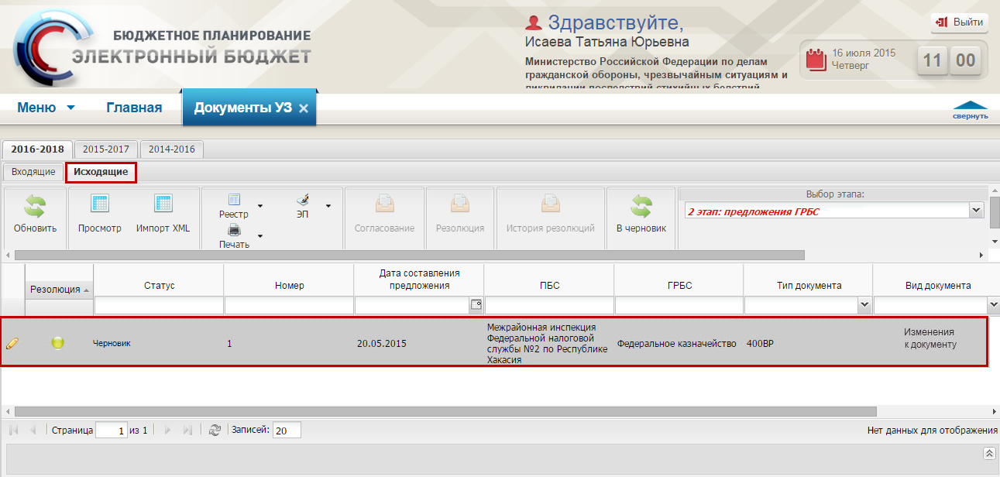 БЮДЖЕТНОЕ ПЛАНИРОВАНИЕ
ЭЛЕКТРОННЫЙ БЮДЖЕТ
Здравствуйте,
Исаева Татьяна Юрьевна
Министерство Российской Федерации по делам
гражданской обороны, чрезвычайным ситуациям и
ликвидации последствий стихийных бедствий
Выйти
16 июля 2015
Четверг
11 00
Меню
Главная
Документы УЗ
свернуть
2016-2018
2015-2017
2014-2016
Входящие
Исходящие
Обновить
Просмотр
Импорт XML
Реестр
Печать
ЭП
Согласование
Резолюция
История резолюций
В черновик
Выбор этапа:
2 этап: предложения ГРБС
Резолюция
Статус
Номер
Дата составления
предложения
ПБС
ГРБС
Тип документа
Вид документа
Черновик
1
20.05.2015
Межрайонная инспекция
Федеральной налоговой
службы №2 по Республике
Хакасия
Федеральное казначейство
400ВР
Изменения
к документу
Страница 1 из 1
Записей: 20
Нет данных для отображения